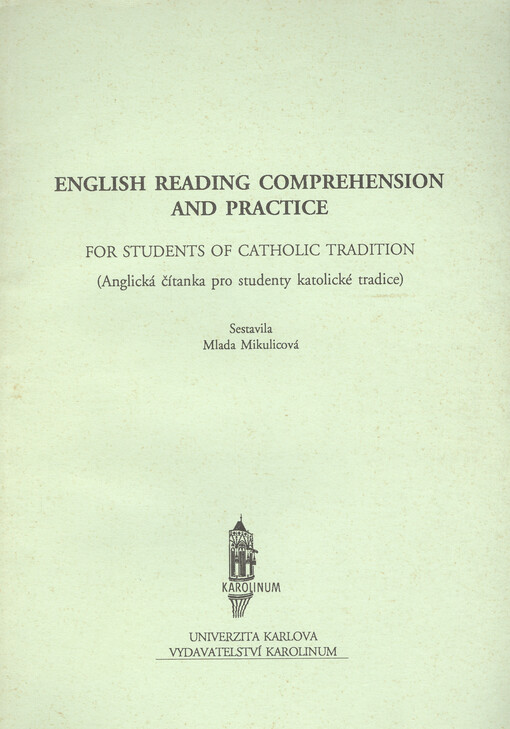 ENGLISH READING COMPREHENSION
AND PRACTICE
FOR STUDENTS OF CATHOLIC TRADITION
(Anglická čítanka pro studenty katolické tradice)
Sestavila
Mlada Mikulicová
KAROLINUM
UNIVERZITA KARLOVA
VYDAVATELSTVÍ KAROLINUM